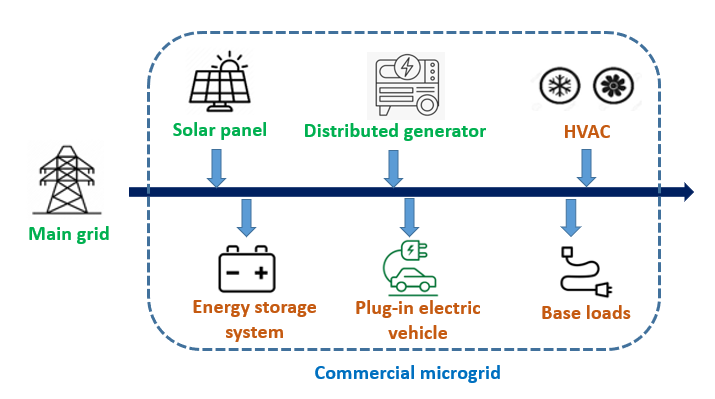 Solar panel
Distributed generator
HVAC
Main grid
Energy storage
system
Plug-in electric
vehicle
Base loads
Commercial microgrid